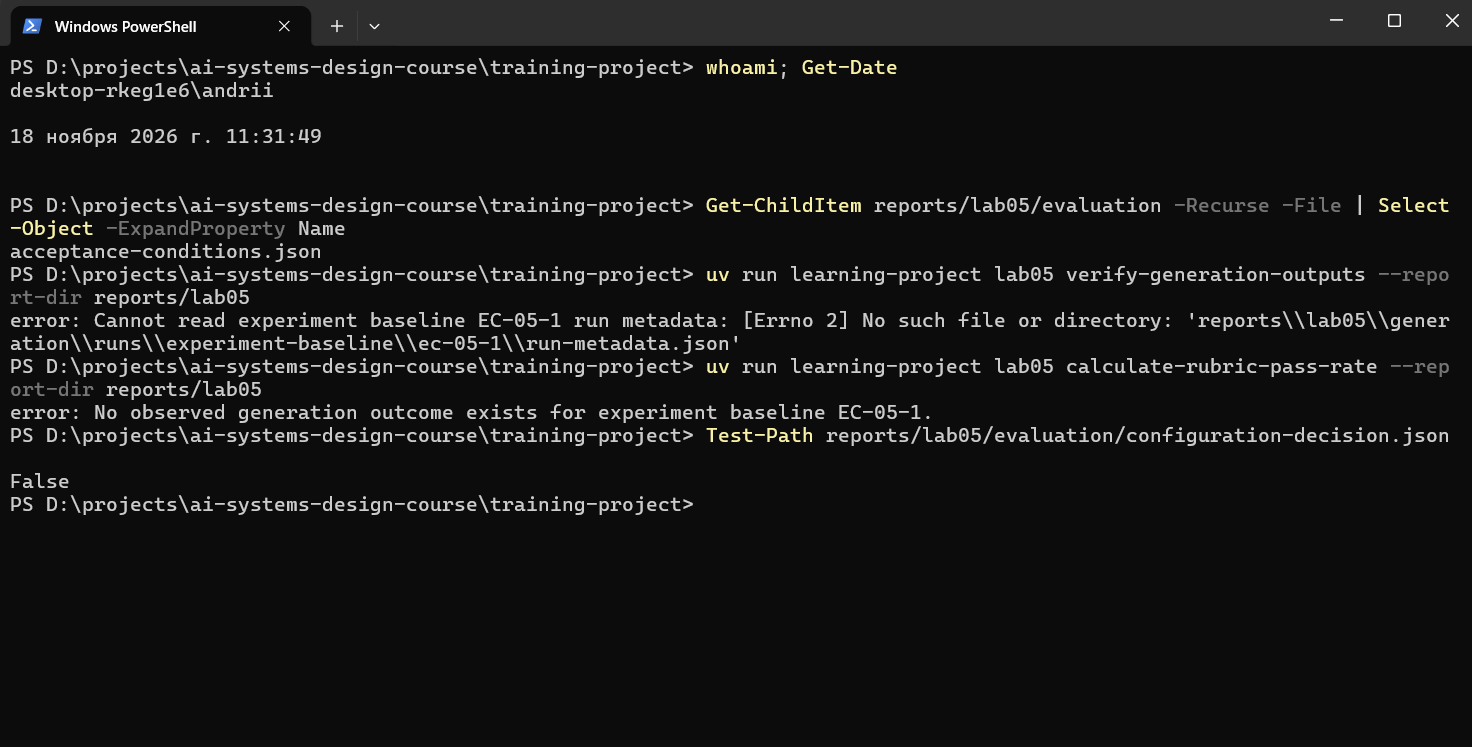 Windows PowerShell
PS D:\projects\ai-systems-design-course\training-project> whoami; Get-Date
desktop-rkeg1e6\andrii
18 ноября 2026 г. 11:31:49
PS D:\projects\ai-systems-design-course\training-project> Get-ChildItem reports/lab05/evaluation -Recurse -File | Select
-Object -ExpandProperty Name
acceptance-conditions.json
PS D:\projects\ai-systems-design-course\training-project> uv run learning-project lab05 verify-generation-outputs --repo
rt-dir reports/lab05
error: Cannot read experiment baseline EC-05-1 run metadata: [Errno 2] No such file or directory: 'reports\\lab05\\gener
ation\\runs\\experiment-baseline\\ec-05-1\\run-metadata.json'
PS D:\projects\ai-systems-design-course\training-project> uv run learning-project lab05 calculate-rubric-pass-rate --rep
ort-dir reports/lab05
error: No observed generation outcome exists for experiment baseline EC-05-1.
PS D:\projects\ai-systems-design-course\training-project> Test-Path reports/lab05/evaluation/configuration-decision.json
False
PS D:\projects\ai-systems-design-course\training-project>